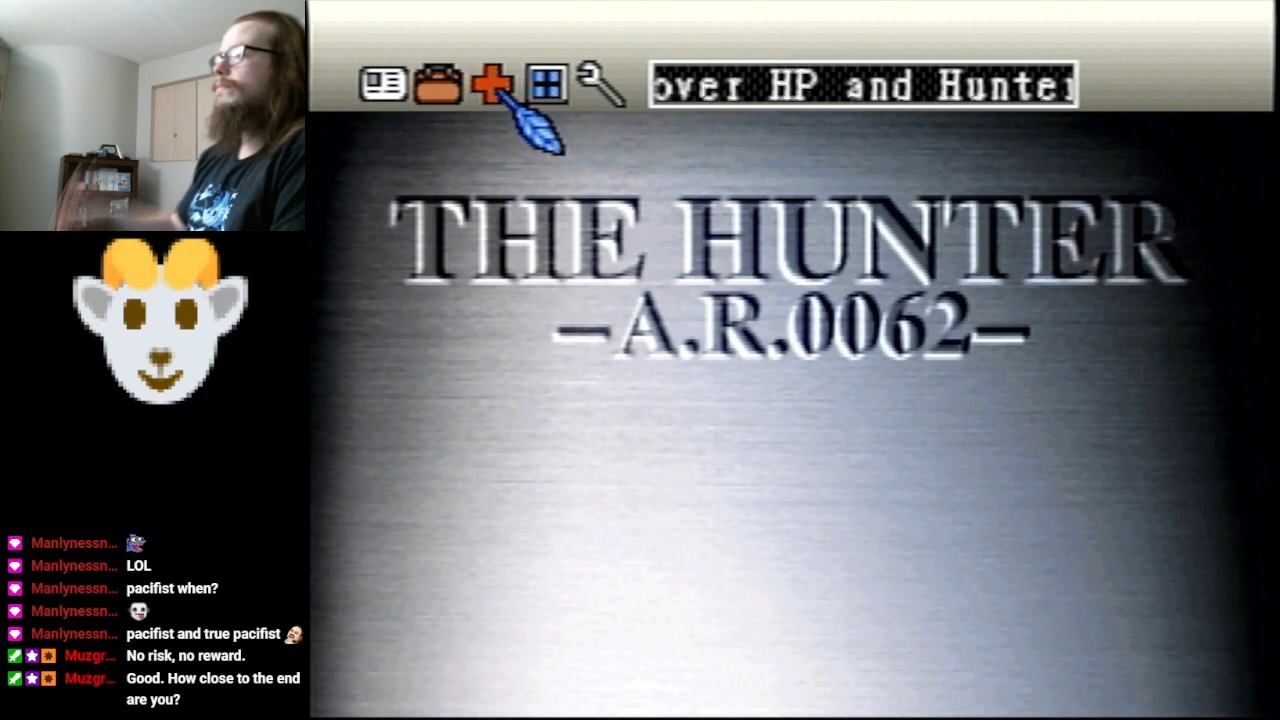 over HP and Hunter
THE HUNTER
—A.R.0062—
Manlynessn...
Manlynessn... LOL
Manlynessn... pacifist when?
Manlynessn...
Manlynessn... pacifist and true pacifist
Muzgr... No risk, no reward.
Muzgr... Good. How close to the end
are you?